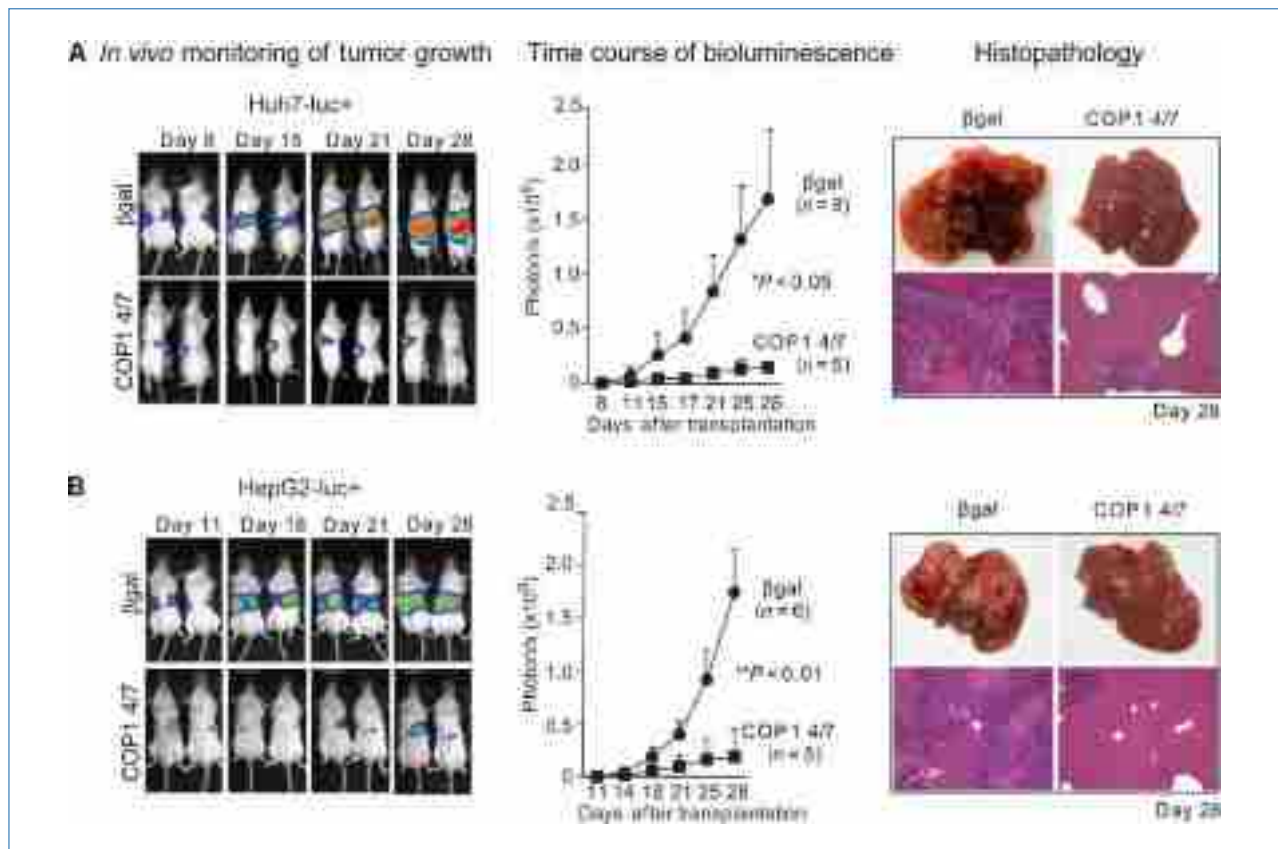 A In vivo monitoring of tumor growth
Time course of bioluminescence
Histopathology
Huh7-luc+
Day 8 Day 15 Day 21 Day 28
βgal
COP1 4/7
2.5
2.0
1.5
1.0
0.5
0
Photons
βgal
*P < 0.05
COP1 4/7
(n = 5)
8 11 15 17 21 25 28
Days after transplantation
βgal COP1 4/7
Day 28
B
HepG2-luc+
Day 11 Day 18 Day 21 Day 28
βgal
COP1 4/7
2.5
2.0
1.5
1.0
0.5
0
Photons
βgal
(n = 6)
**P < 0.01
COP1 4/7
(n = 5)
11 14 18 21 25 28
Days after transplantation
βgal COP1 4/7
Day 28